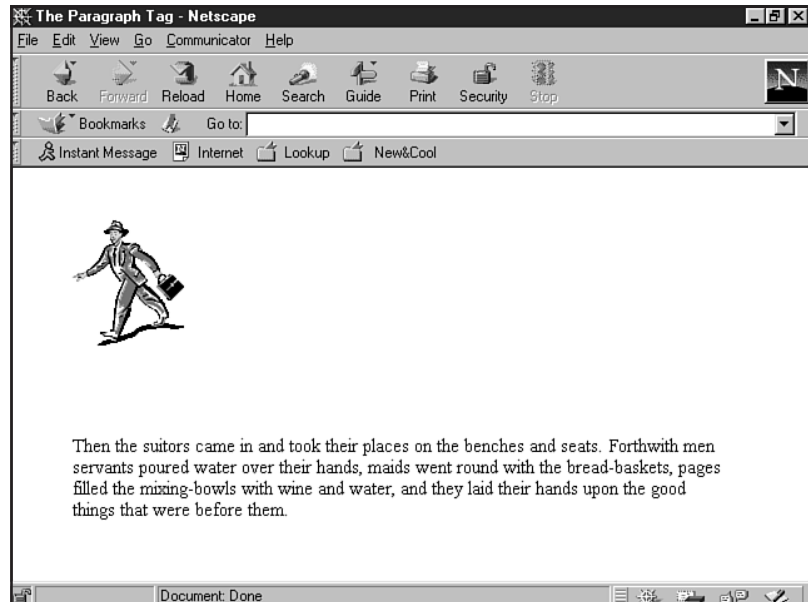 The Paragraph Tag - Netscape
File Edit View Go Communicator Help
Back Forward Reload Home Search Guide Print Security Stop
N
Bookmarks Go to:
Instant Message Internet Lookup New&Cool
Then the suitors came in and took their places on the benches and seats. Forthwith men
servants poured water over their hands, maids went round with the bread-baskets, pages
filled the mixing-bowls with wine and water, and they laid their hands upon the good
things that were before them.
Document: Done